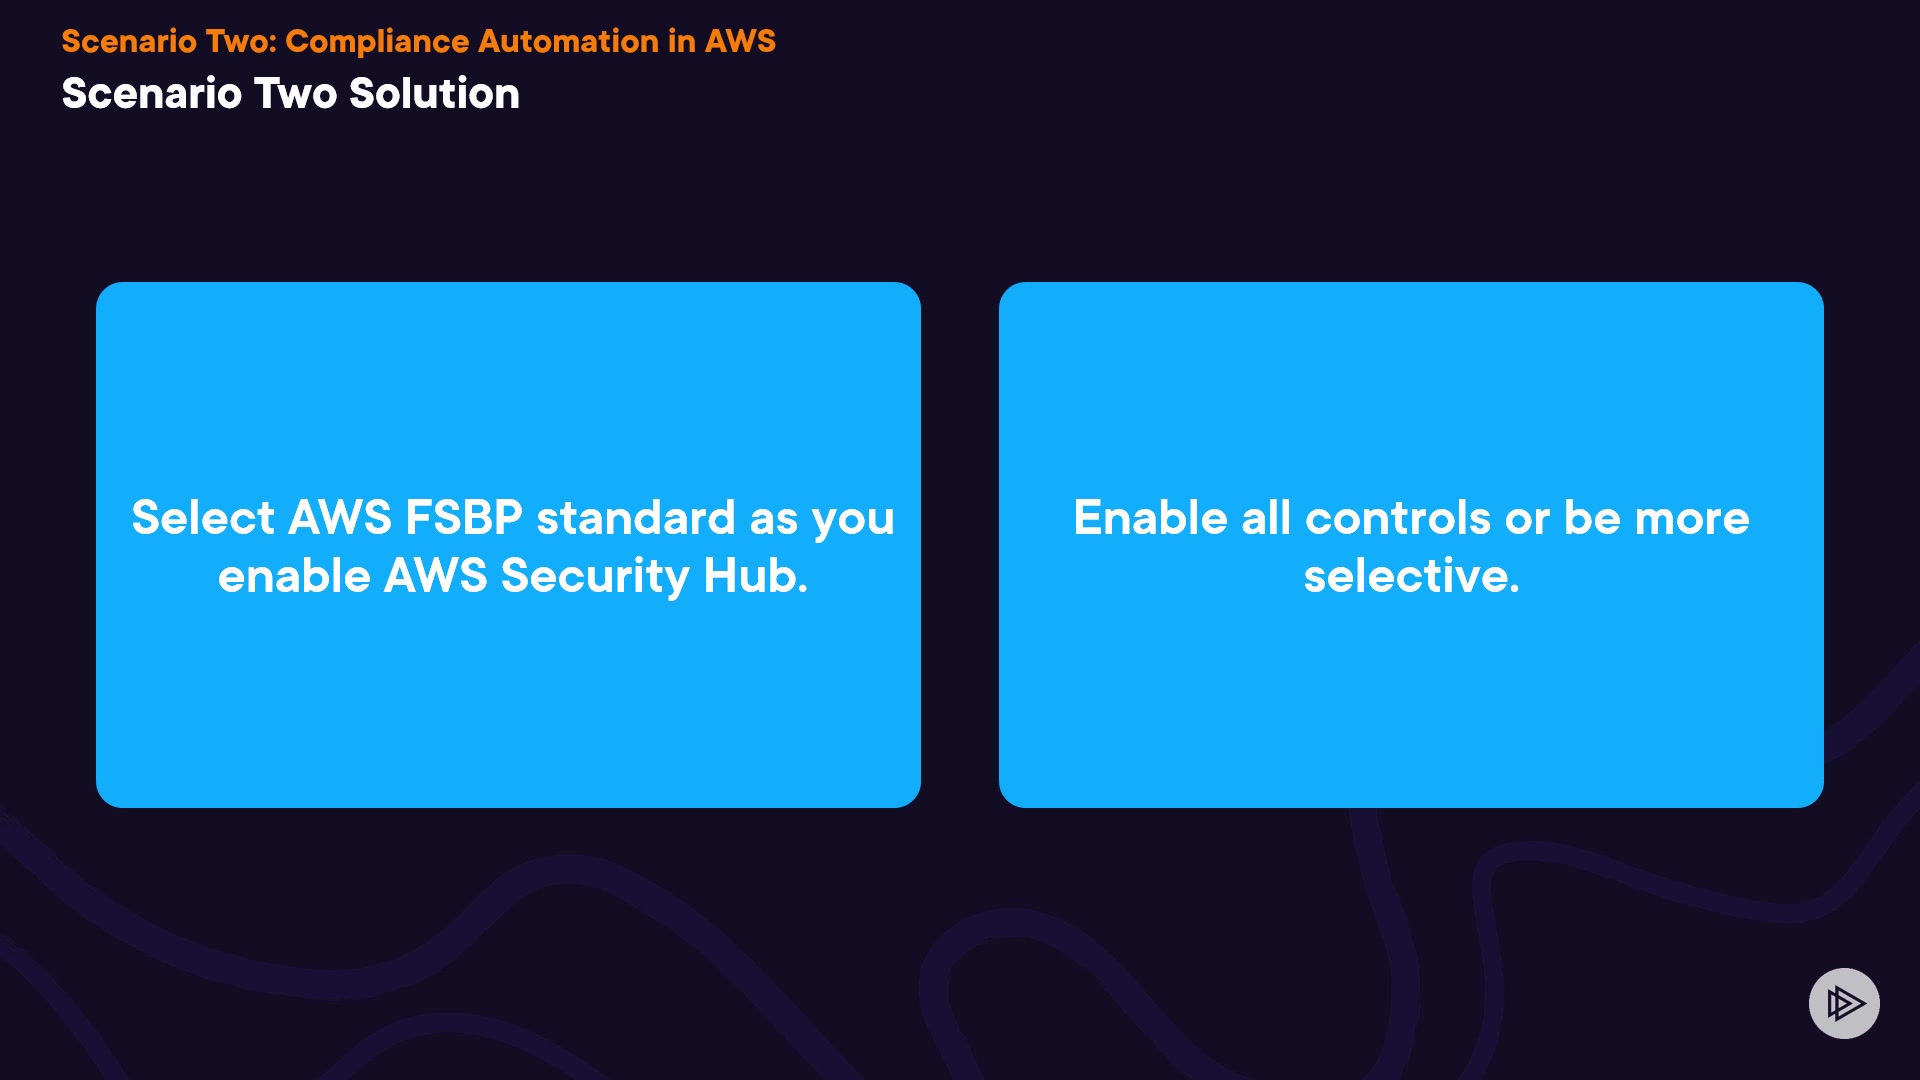 Scenario Two: Compliance Automation in AWS
Scenario Two Solution
Select AWS FSBP standard as you
enable AWS Security Hub.
Enable all controls or be more
selective.